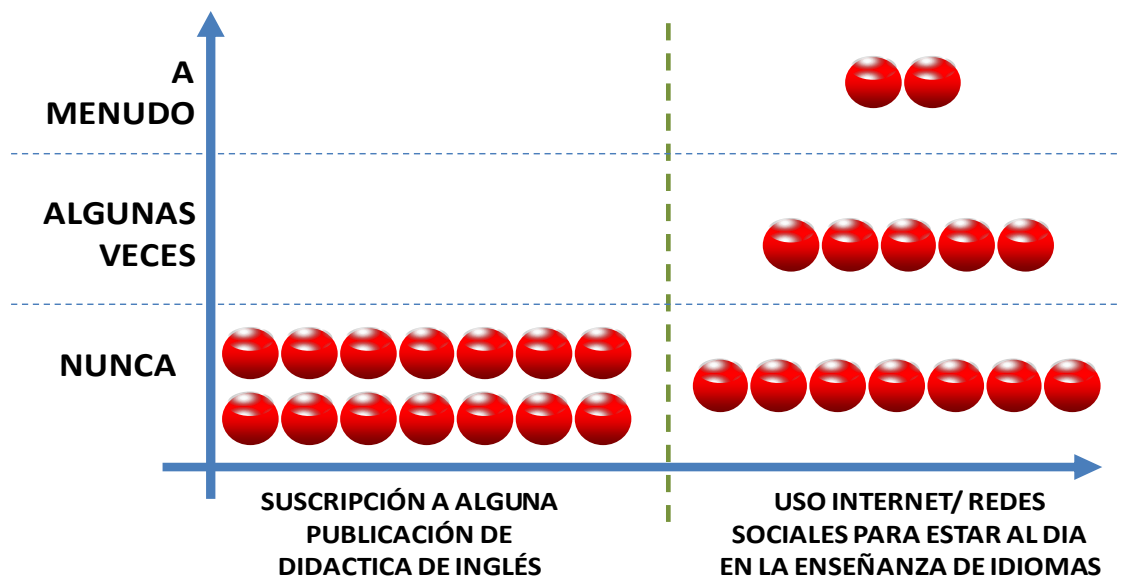 A
MENUDO
ALGUNAS
VECES
NUNCA
SUSCRIPCIÓN A ALGUNA
PUBLICACIÓN DE
DIDACTICA DE INGLÉS
USO INTERNET/ REDES
SOCIALES PARA ESTAR AL DIA
EN LA ENSEÑANZA DE IDIOMAS